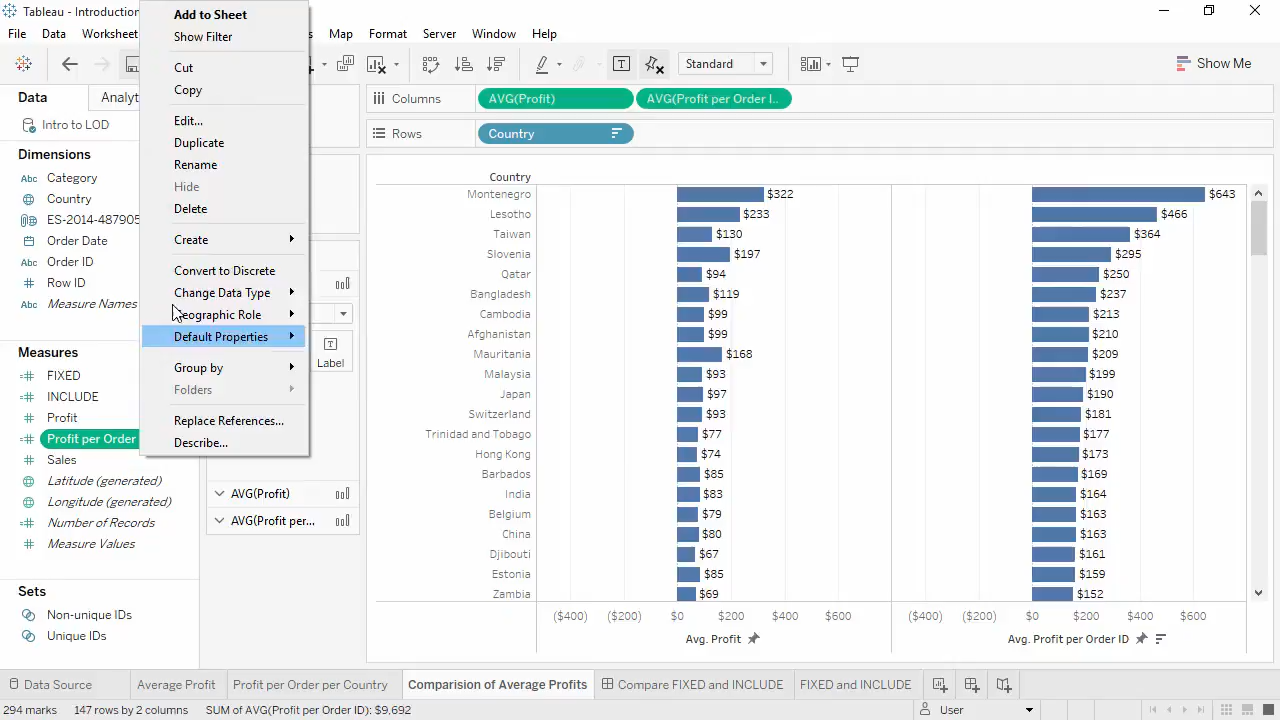 Tableau - Introduction
File
Data
Worksheet
Map
Format
Server
Window
Help
Add to Sheet
Show Filter
Cut
Copy
Edit...
Duplicate
Rename
Hide
Delete
Create
Convert to Discrete
Change Data Type
Geographic Role
Default Properties
Group by
Folders
Replace References...
Describe...
Standard
Show Me
Data
Analyt
Intro to LOD
Dimensions
Abc Category
Country
ES-2014-487905
Order Date
Abc Order ID
# Row ID
Abc Measure Names
Measures
FIXED
INCLUDE
# Profit
Profit per Order
# Sales
Latitude (generated)
Longitude (generated)
Number of Records
# Measure Values
Sets
Non-unique IDs
Unique IDs
Label
AVG(Profit)
AVG(Profit per...
Columns
AVG(Profit)
AVG(Profit per Order I..
Rows
Country
Country
Montenegro $322 $643
Lesotho $233 $466
Taiwan $130 $364
Slovenia $197 $295
Qatar $94 $250
Bangladesh $119 $237
Cambodia $99 $213
Afghanistan $99 $210
Mauritania $168 $209
Malaysia $93 $199
Japan $97 $190
Switzerland $93 $181
Trinidad and Tobago $77 $177
Hong Kong $74 $173
Barbados $85 $169
India $83 $164
Belgium $79 $163
China $80 $163
Djibouti $67 $161
Estonia $85 $159
Zambia $69 $152
($400) ($200) $0 $200 $400 $600 ($400) ($200) $0 $200 $400 $600
Avg. Profit
Avg. Profit per Order ID
Data Source
Average Profit
Profit per Order per Country
Comparision of Average Profits
Compare FIXED and INCLUDE
FIXED and INCLUDE
294 marks 147 rows by 2 columns SUM of AVG(Profit per Order ID): $9,692
User